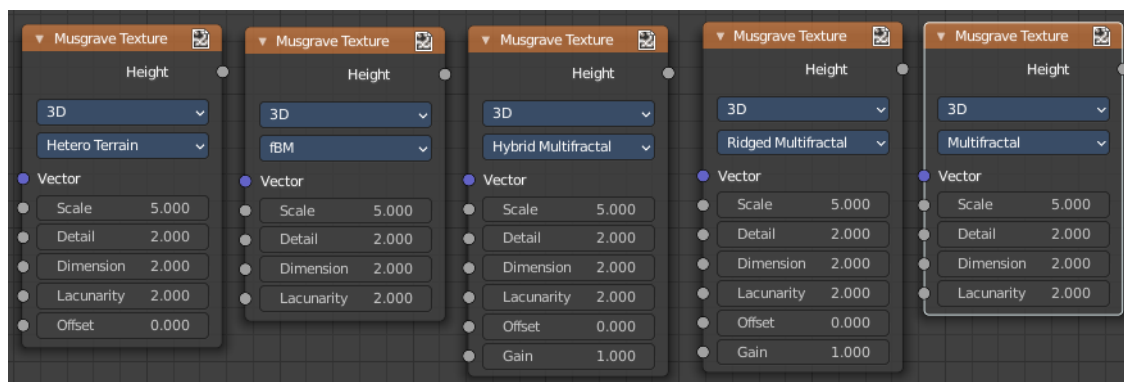 Musgrave Texture
Height
3D
Hetero Terrain
Vector
Scale 5.000
Detail 2.000
Dimension 2.000
Lacunarity 2.000
Offset 0.000
Musgrave Texture
Height
3D
fBM
Vector
Scale 5.000
Detail 2.000
Dimension 2.000
Lacunarity 2.000
Musgrave Texture
Height
3D
Hybrid Multifractal
Vector
Scale 5.000
Detail 2.000
Dimension 2.000
Lacunarity 2.000
Offset 0.000
Gain 1.000
Musgrave Texture
Height
3D
Ridged Multifractal
Vector
Scale 5.000
Detail 2.000
Dimension 2.000
Lacunarity 2.000
Offset 0.000
Gain 1.000
Musgrave Texture
Height
3D
Multifractal
Vector
Scale 5.000
Detail 2.000
Dimension 2.000
Lacunarity 2.000